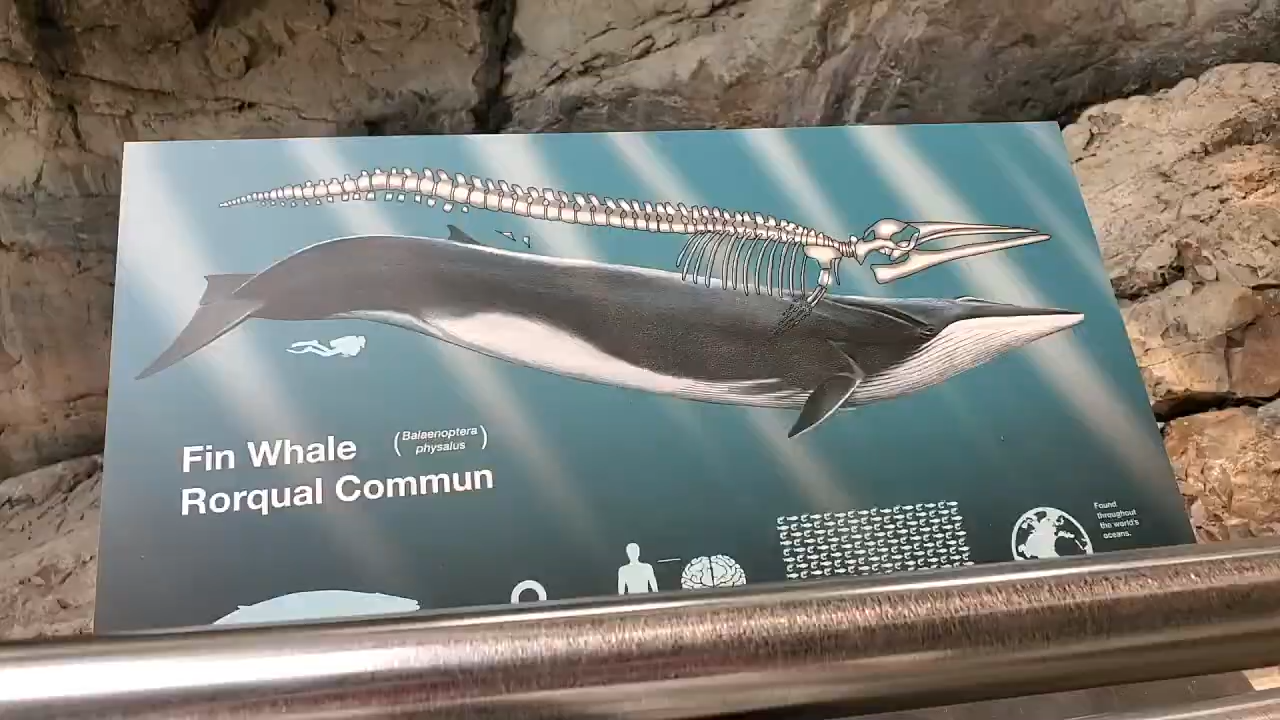 Fin Whale
(Balaenoptera
physalus)
Rorqual Commun
Found
throughout
the world's
oceans.